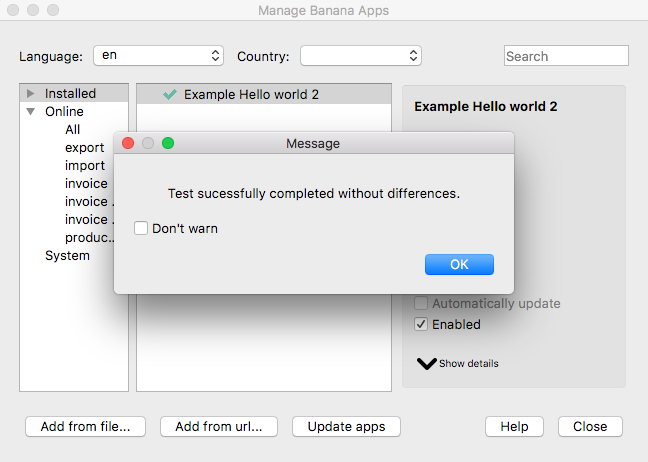 Manage Banana Apps
Language: en Country: Search
Installed
Online
All
export
import
invoice
invoice .
invoice .
produc...
System
Example Hello world 2
Example Hello world 2
Message
Test sucessfully completed without differences.
Don't warn
OK
Automatically update
Enabled
Show details
Add from file... Add from url... Update apps Help Close